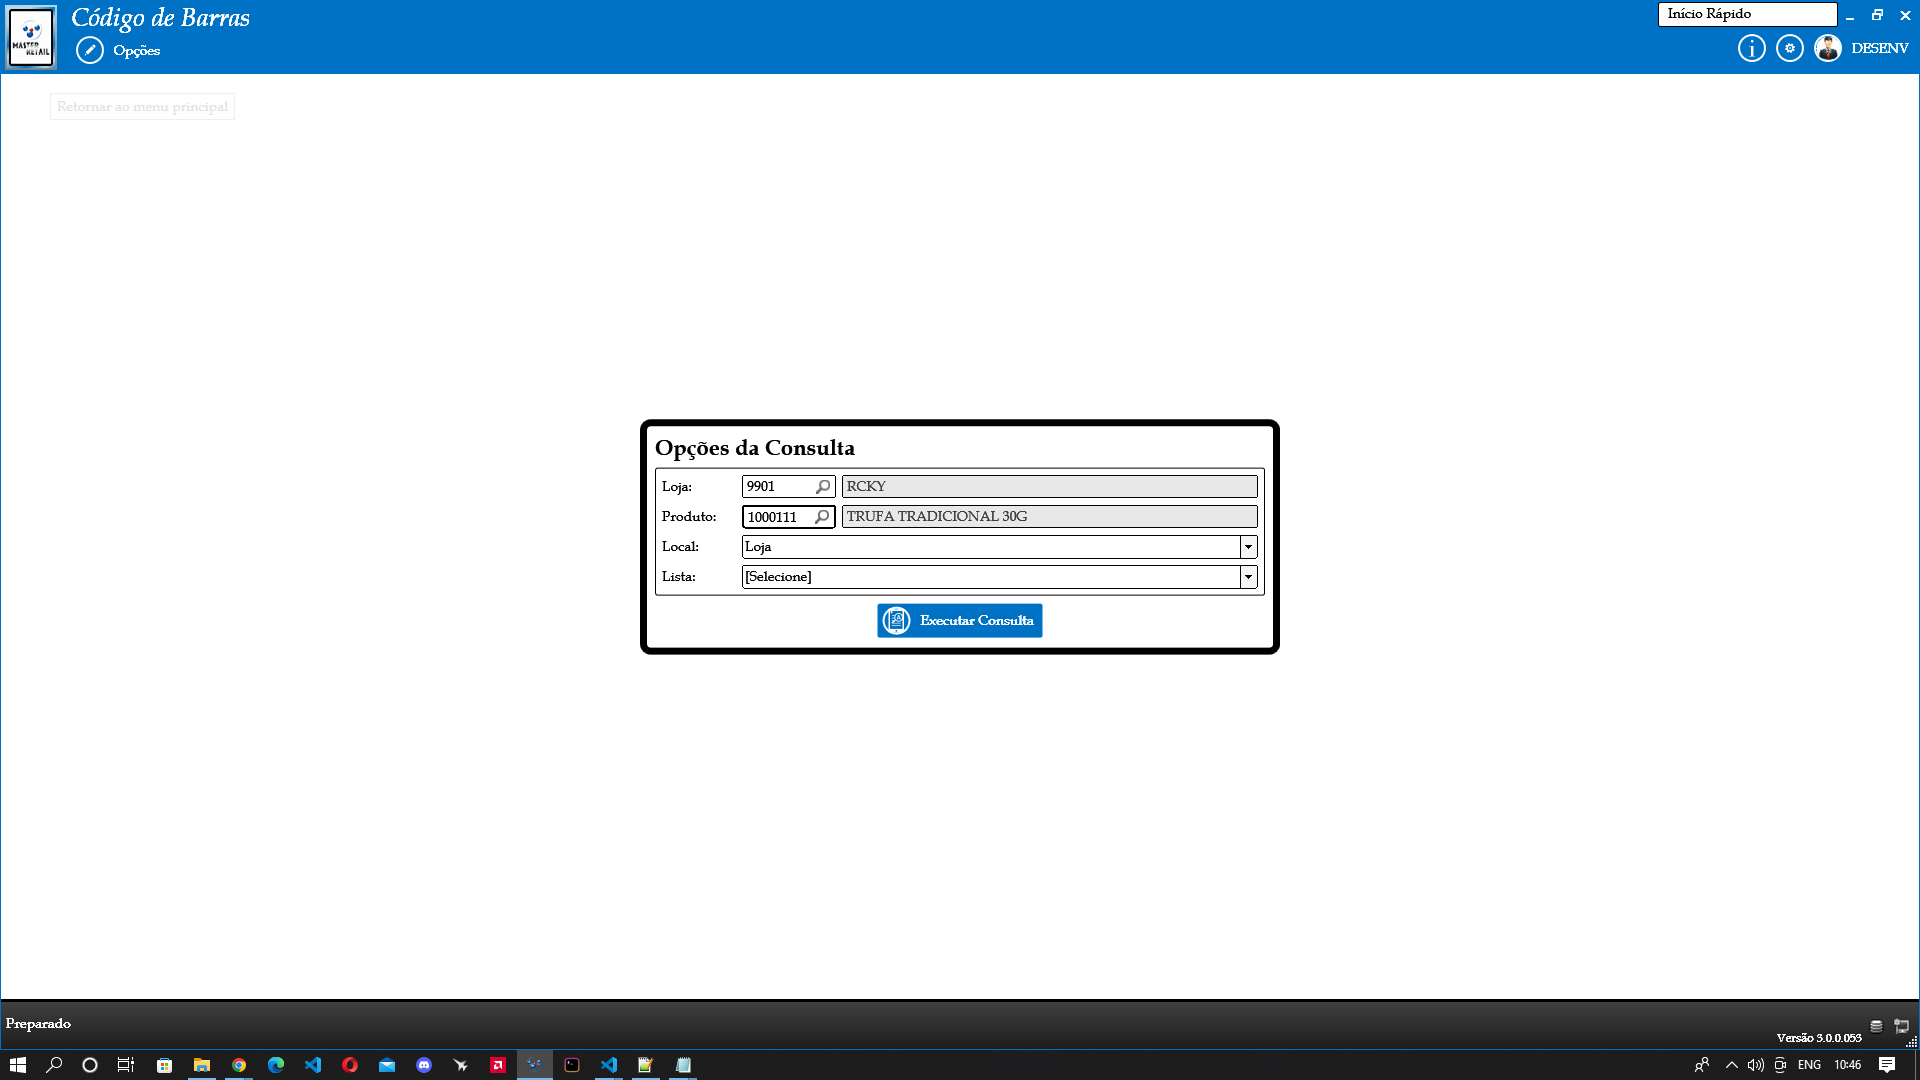 Código de Barras
Início Rápido
MASTER
RETAIL
Opções
DESENV
Retornar ao menu principal
Opções da Consulta
Loja: 9901 RCKY
Produto: 1000111 TRUFA TRADICIONAL 30G
Local: Loja
Lista: [Selecione]
Executar Consulta
Preparado
Versão 3.0.0.053
ENG 10:46